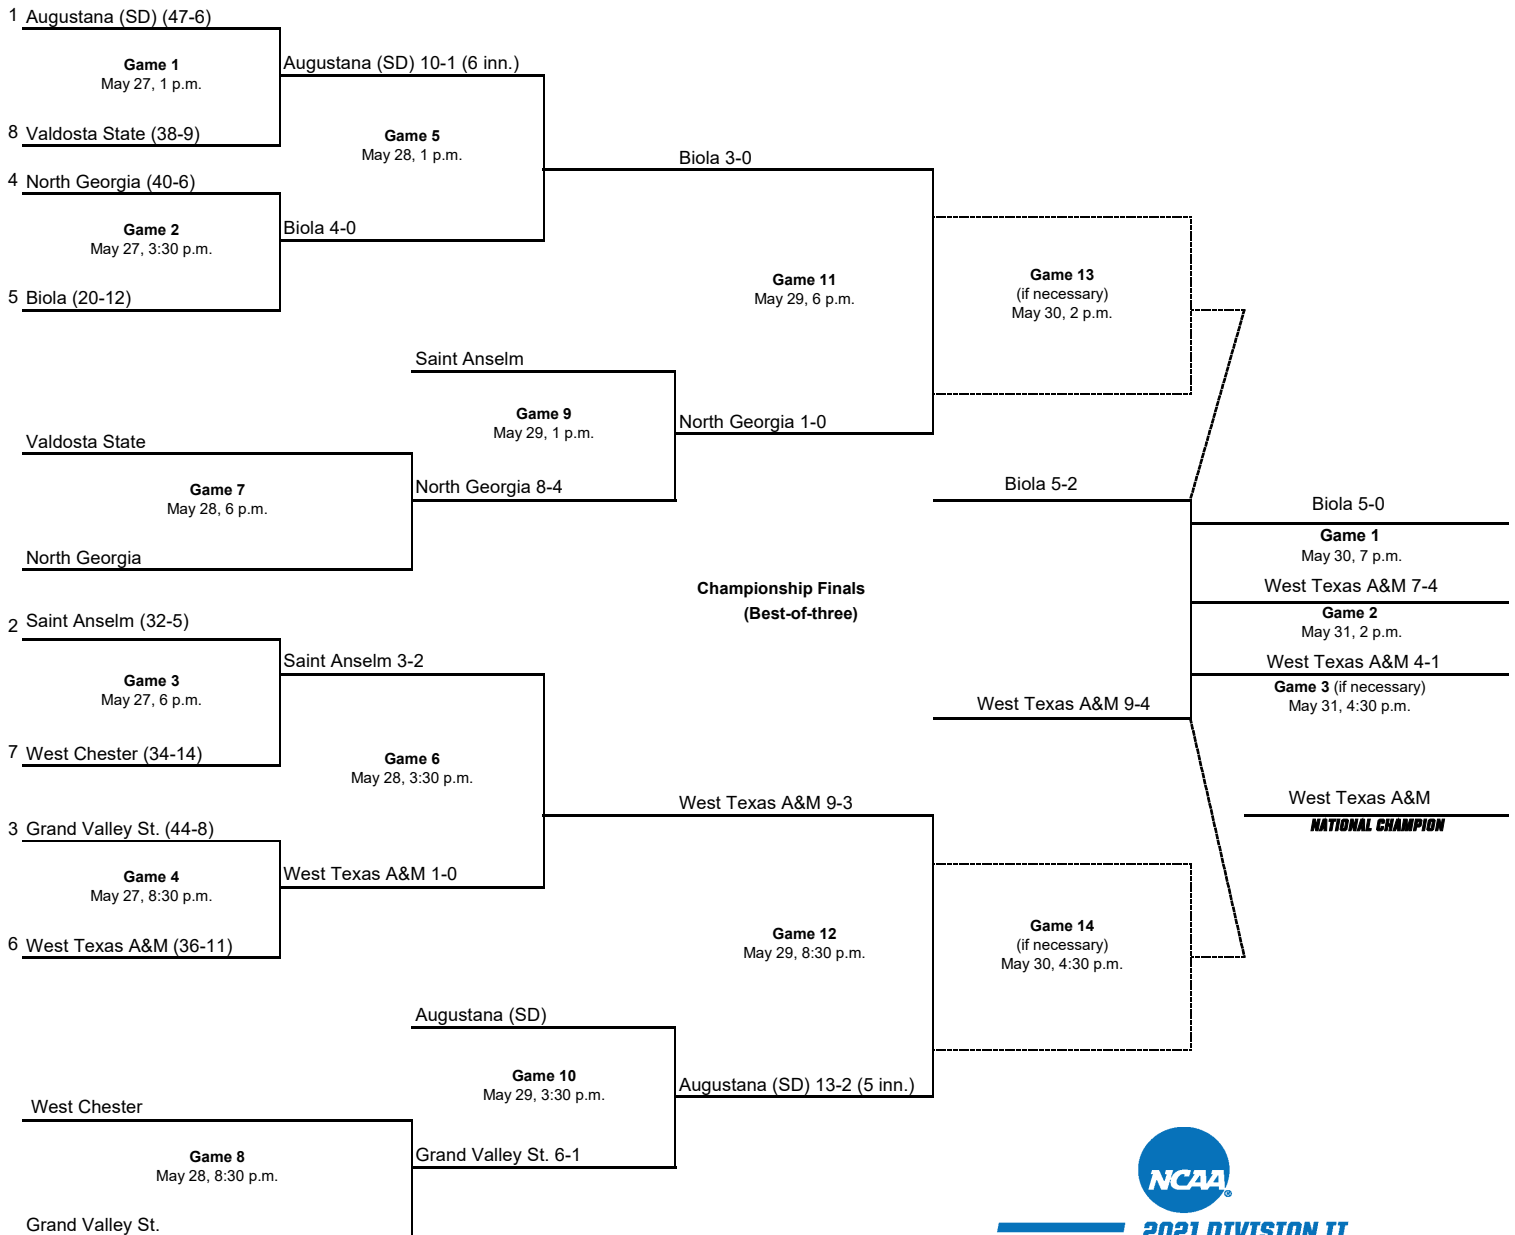 1 Augustana (SD) (47-6)
Game 1
May 27, 1 p.m.
8 Valdosta State (38-9)
Augustana (SD) 10-1 (6 inn.)
Game 5
May 28, 1 p.m.
4 North Georgia (40-6)
Game 2
May 27, 3:30 p.m.
5 Biola (20-12)
Biola 4-0
Biola 3-0
Game 11
May 29, 6 p.m.
Game 13
(if necessary)
May 30, 2 p.m.
Saint Anselm
Game 9
May 29, 1 p.m.
North Georgia 1-0
Valdosta State
Game 7
May 28, 6 p.m.
North Georgia
North Georgia 8-4
Biola 5-2
Biola 5-0
Game 1
May 30, 7 p.m.
West Texas A&M 7-4
Game 2
May 31, 2 p.m.
West Texas A&M 4-1
Game 3 (if necessary)
May 31, 4:30 p.m.
Championship Finals
(Best-of-three)
West Texas A&M 9-4
West Texas A&M
NATIONAL CHAMPION
2 Saint Anselm (32-5)
Game 3
May 27, 6 p.m.
7 West Chester (34-14)
Saint Anselm 3-2
Game 6
May 28, 3:30 p.m.
3 Grand Valley St. (44-8)
Game 4
May 27, 8:30 p.m.
6 West Texas A&M (36-11)
West Texas A&M 1-0
West Texas A&M 9-3
Game 12
May 29, 8:30 p.m.
Game 14
(if necessary)
May 30, 4:30 p.m.
Augustana (SD)
Game 10
May 29, 3:30 p.m.
Augustana (SD) 13-2 (5 inn.)
West Chester
Game 8
May 28, 8:30 p.m.
Grand Valley St.
Grand Valley St. 6-1
NCAA®
2021 DIVISION II